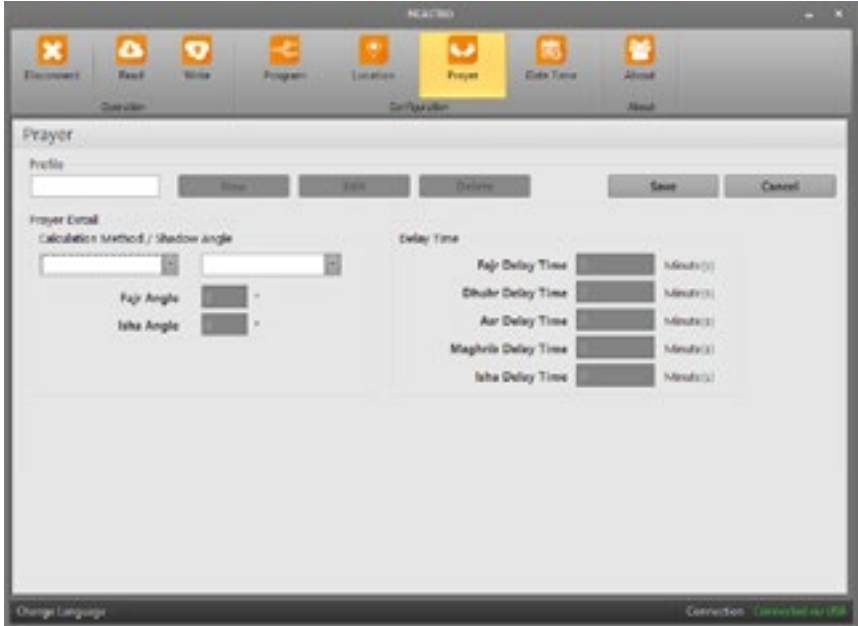 Disconnect Read Write Program Location Prayer Date Time About
Operation Configuration About
Prayer
Profile
New Edit Delete Save Cancel
Prayer Detail
Calculation Method / Shadow Angle
Delay Time
Fajr Angle °
Isha Angle °
Fajr Delay Time Minute(s)
Dhuhr Delay Time Minute(s)
Asr Delay Time Minute(s)
Maghrib Delay Time Minute(s)
Isha Delay Time Minute(s)
Change Language Connection Connected via USB